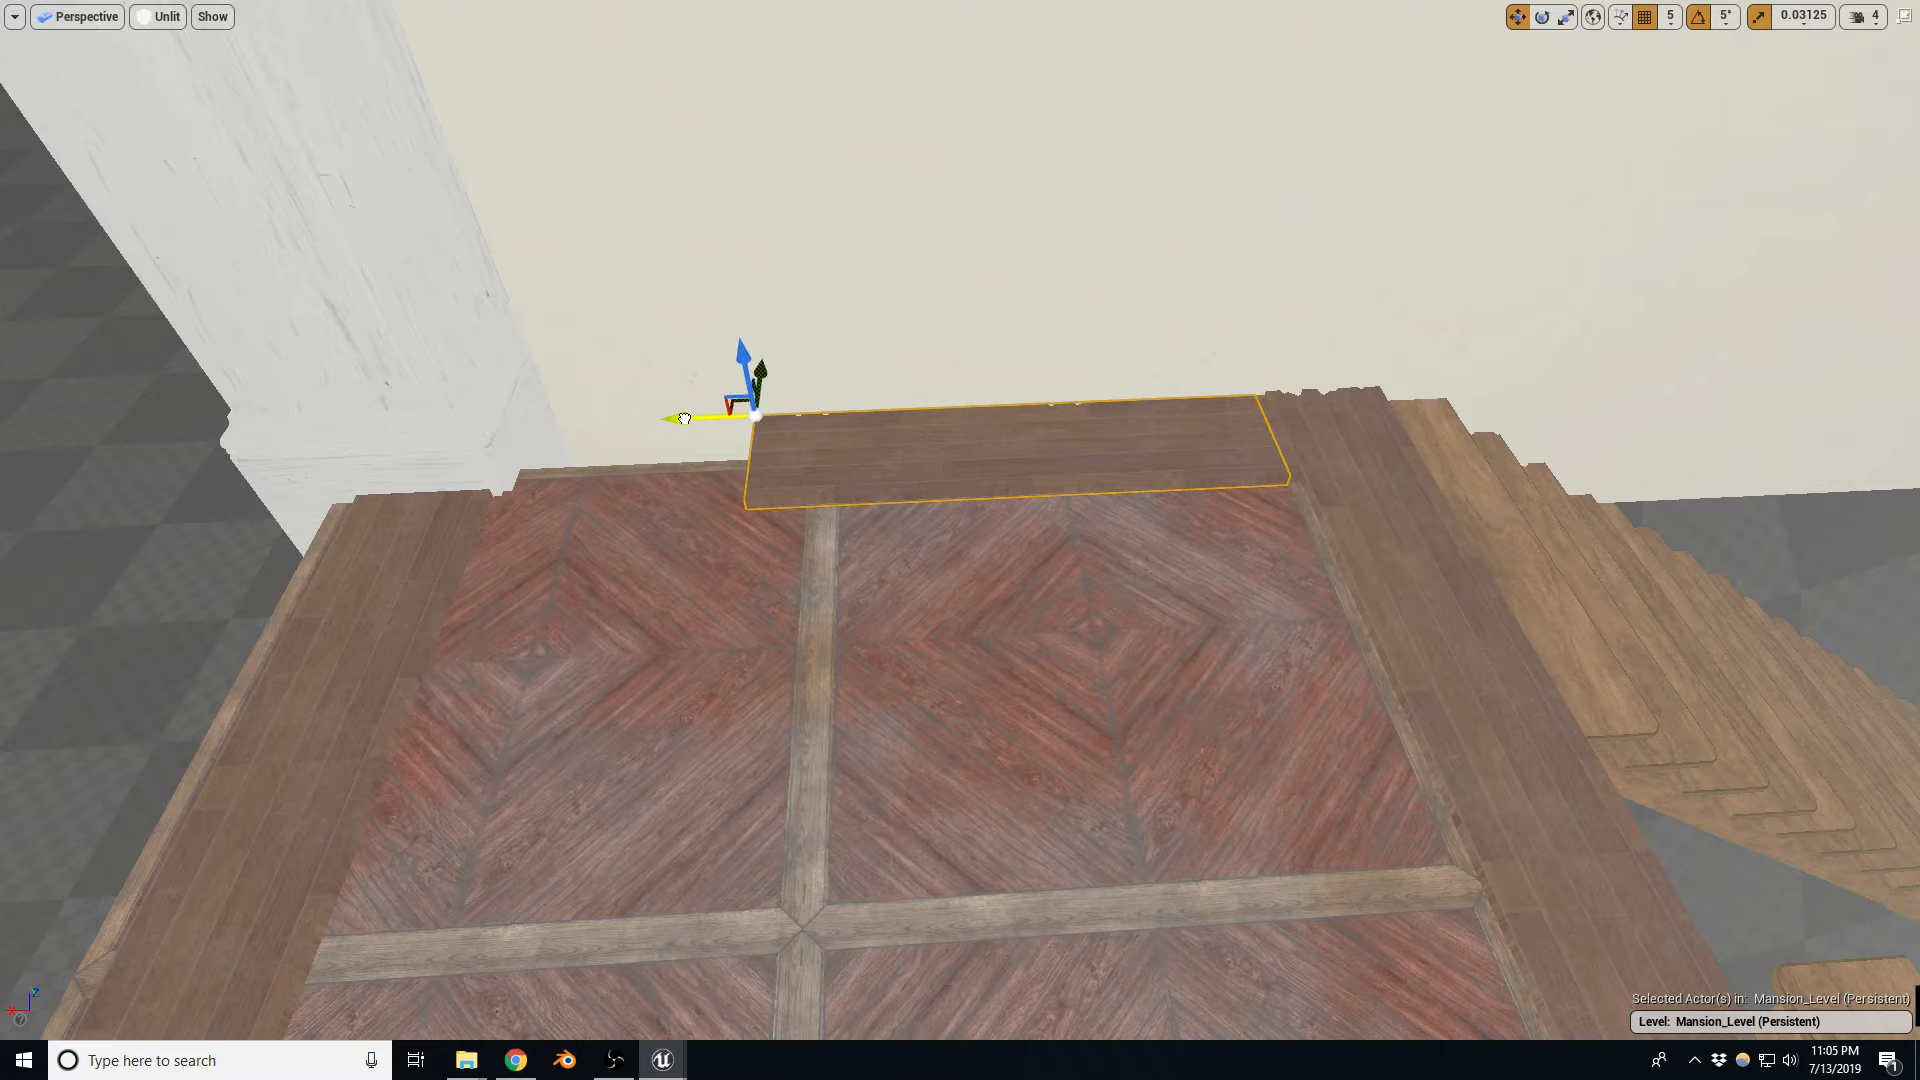 Perspective
Unlit
Show
5
5°
0.03125
4
Z
X
?
Selected Actor(s) in: Mansion_Level (Persistent)
Level: Mansion_Level (Persistent)
Type here to search
11:05 PM
7/13/2019
1